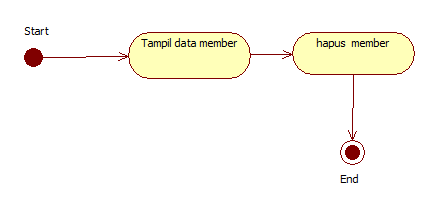 Start
Tampil data member
hapus member
End